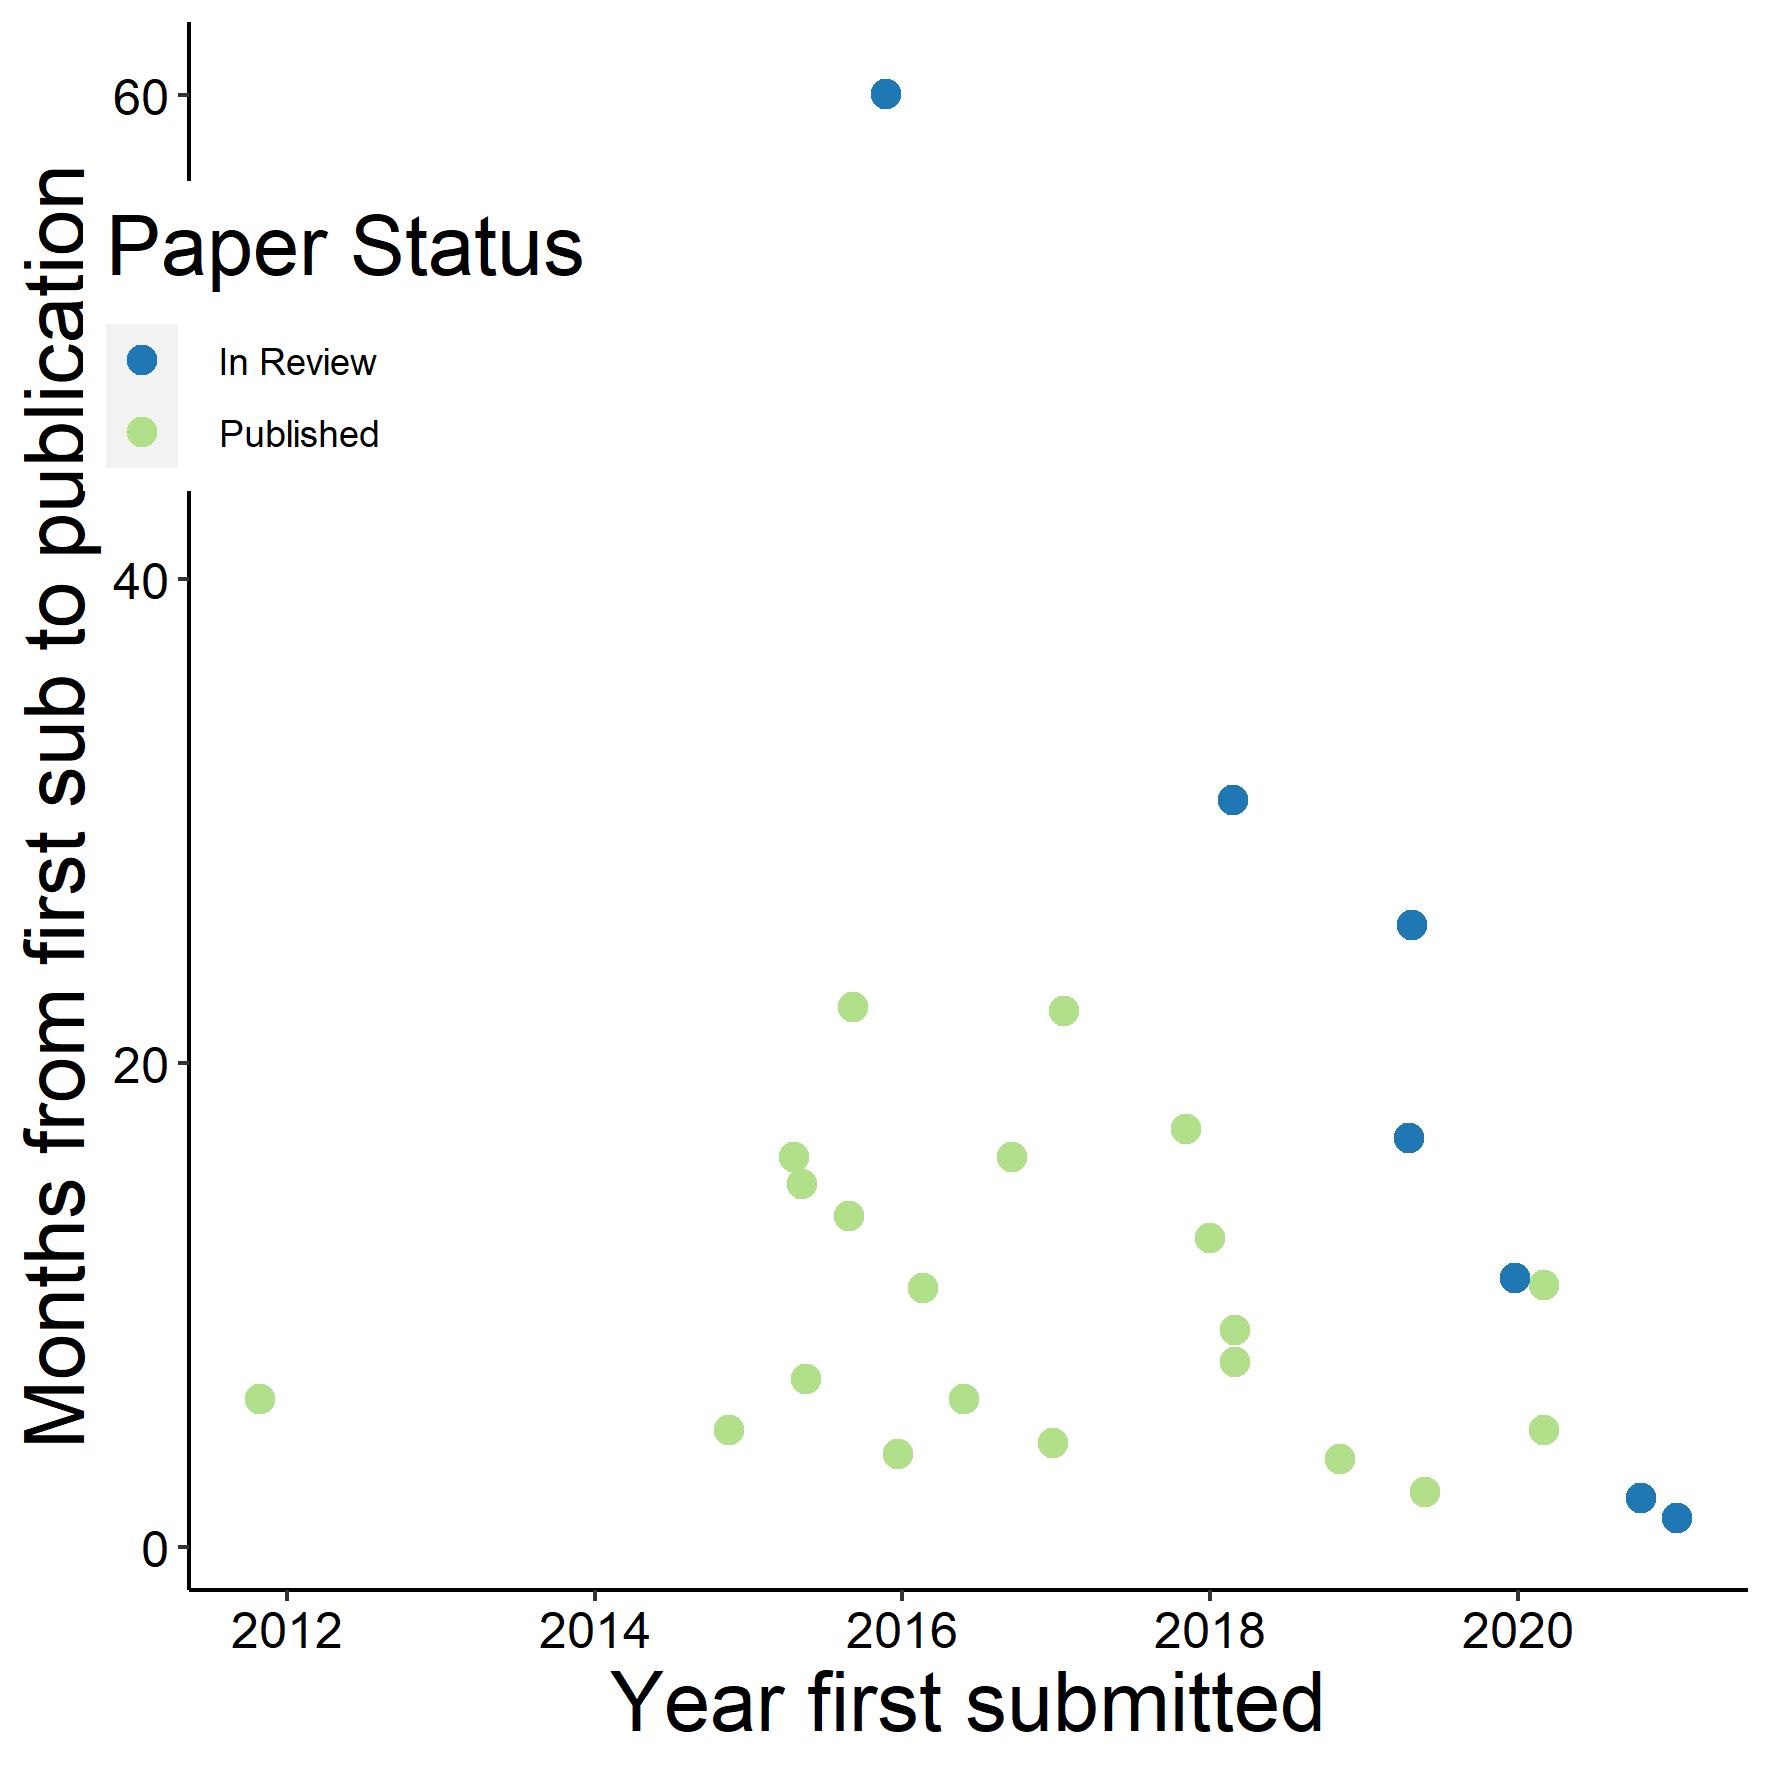 Months from first sub to publication
60
Paper Status
In Review
Published
40
20
0
2012 2014 2016 2018 2020
Year first submitted